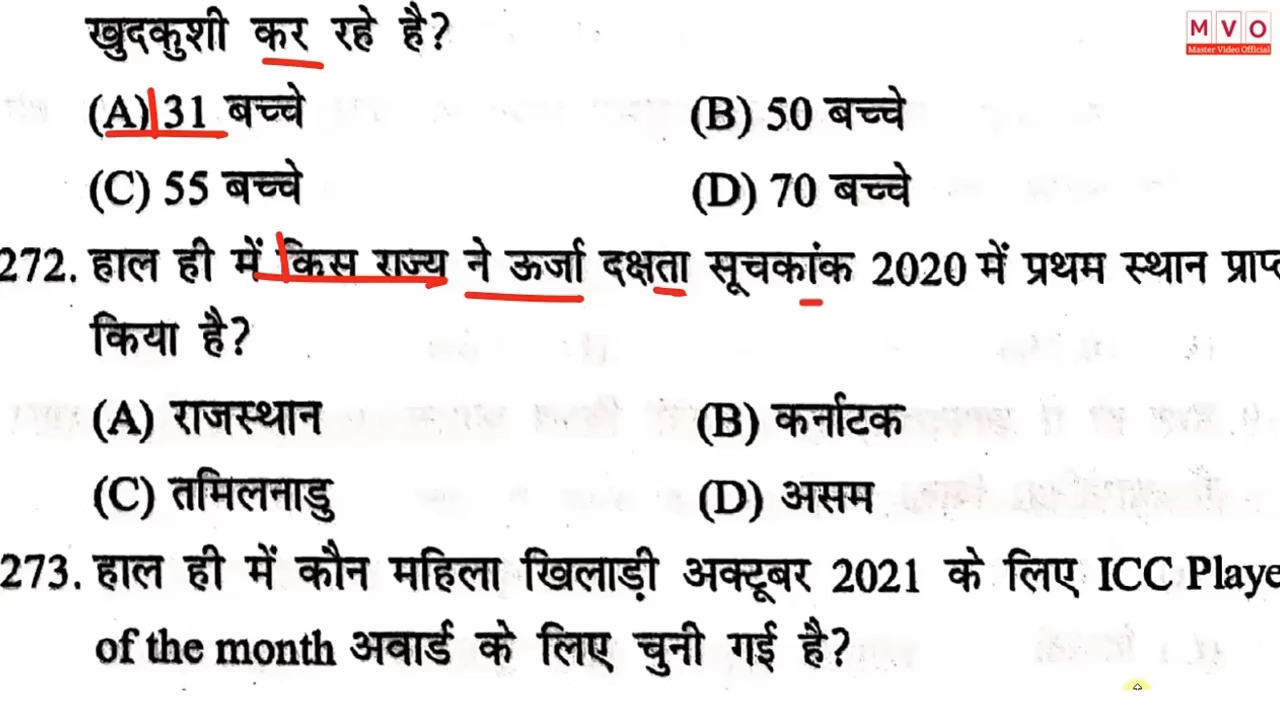 खुदकुशी कर रहे है?
MVO
Master Video Official
(A) 31 बच्चे (B) 50 बच्चे
(C) 55 बच्चे (D) 70 बच्चे
272. हाल ही में किस राज्य ने ऊर्जा दक्षता सूचकांक 2020 में प्रथम स्थान प्राप्त
किया है?
(A) राजस्थान (B) कर्नाटक
(C) तमिलनाडु (D) असम
273. हाल ही में कौन महिला खिलाड़ी अक्टूबर 2021 के लिए ICC Playe
of the month अवार्ड के लिए चुनी गई है?